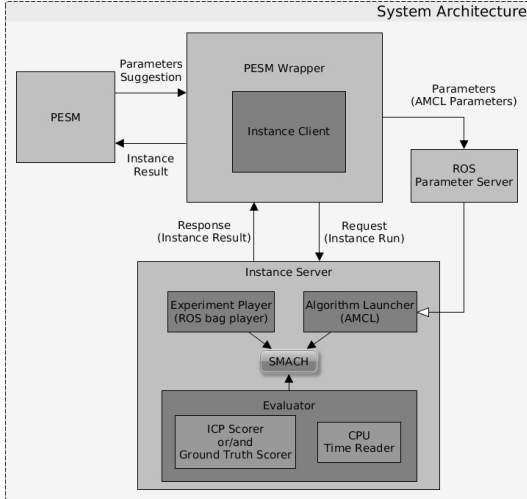 System Architecture
Parameters
Suggestion
PESM Wrapper
PESM
Instance Client
Parameters
(AMCL Parameters)
Instance
Result
ROS
Parameter Server
Response
(Instance Result)
Request
(Instance Run)
Instance Server
Experiment Player
(ROS bag player)
Algorithm Launcher
(AMCL)
SMACH
Evaluator
ICP Scorer
or/and
Ground Truth Scorer
CPU
Time Reader